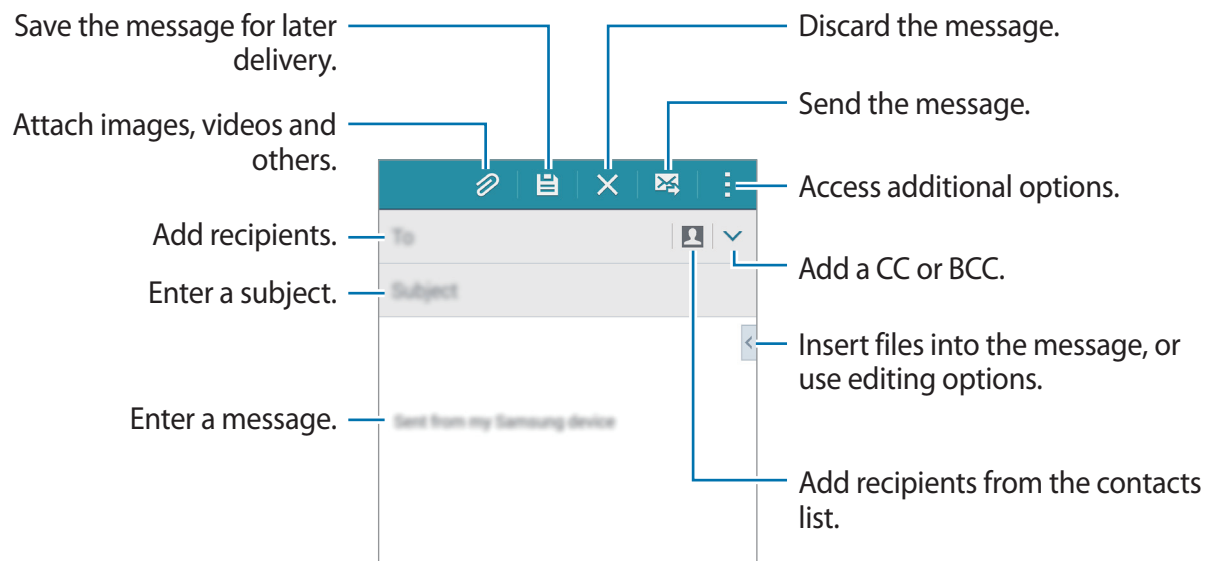 Save the message for later
delivery.
Attach images, videos and
others.
Add recipients.
Enter a subject.
Enter a message.
Discard the message.
Send the message.
Access additional options.
Add a CC or BCC.
Insert files into the message, or
use editing options.
Add recipients from the contacts
list.
To
Subject
Sent from my Samsung device